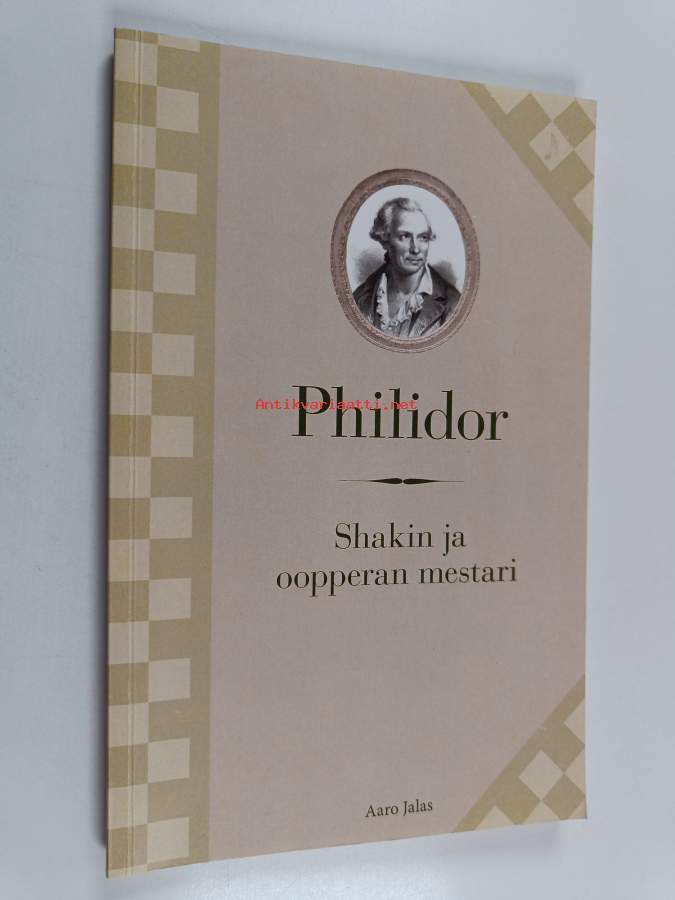 Philidor
Antikvariaatti.net
Shakin ja
oopperan mestari
Aaro Jalas